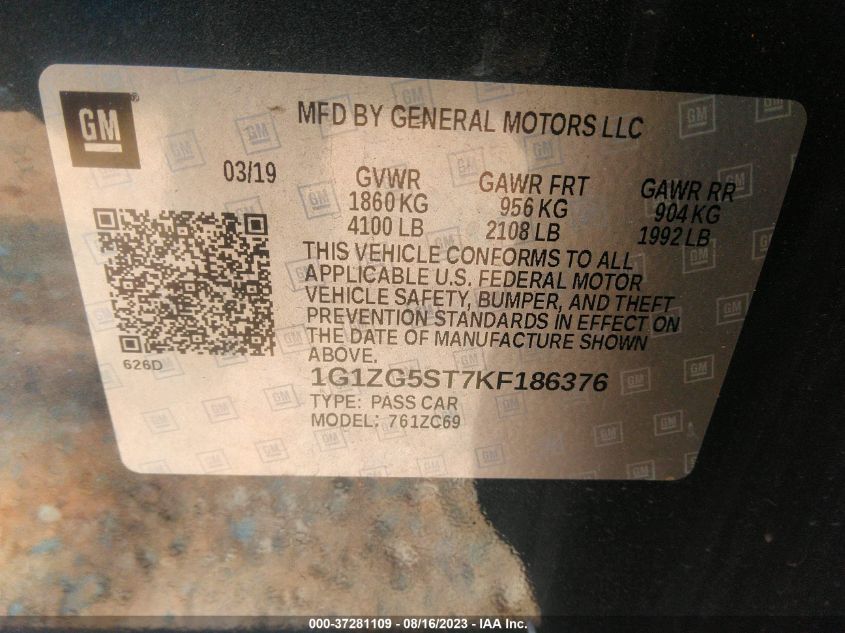 GM
MFD BY GENERAL MOTORS LLC
03/19
GVWR GAWR FRT GAWR RR
1860 KG 956 KG 904 KG
4100 LB 2108 LB 1992 LB
THIS VEHICLE CONFORMS TO ALL
APPLICABLE U.S. FEDERAL MOTOR
VEHICLE SAFETY, BUMPER, AND THEFT
PREVENTION STANDARDS IN EFFECT ON
THE DATE OF MANUFACTURE SHOWN
ABOVE.
626D
1G1ZG5ST7KF186376
TYPE: PASS CAR
MODEL: 761ZC69
000-37281109 - 08/16/2023 - IAA Inc.